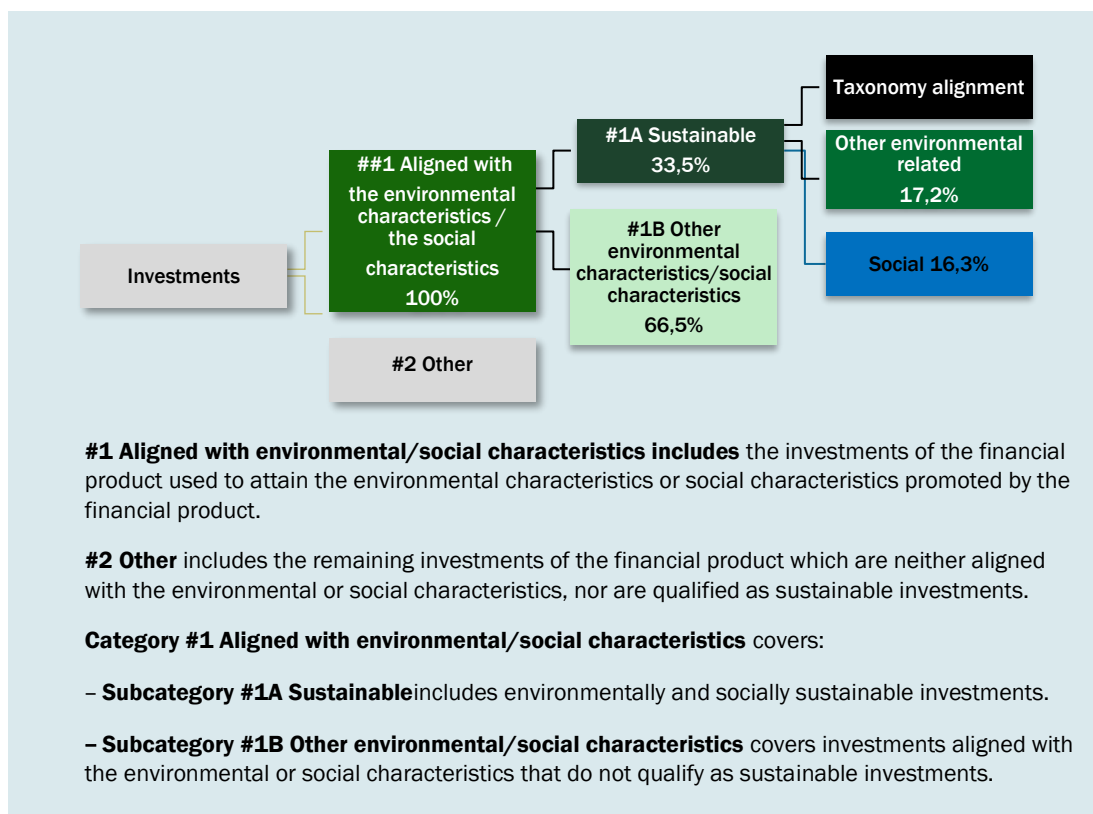 Investments
##1 Aligned with
the environmental
characteristics /
the social
characteristics
100%
#2 Other
#1A Sustainable
33,5%
#1B Other
environmental
characteristics/social
characteristics
66,5%
Taxonomy alignment
Other environmental
related
17,2%
Social 16,3%
#1 Aligned with environmental/social characteristics includes the investments of the financial
product used to attain the environmental characteristics or social characteristics promoted by the
financial product.
#2 Other includes the remaining investments of the financial product which are neither aligned
with the environmental or social characteristics, nor are qualified as sustainable investments.
Category #1 Aligned with environmental/social characteristics covers:
– Subcategory #1A Sustainableincludes environmentally and socially sustainable investments.
– Subcategory #1B Other environmental/social characteristics covers investments aligned with
the environmental or social characteristics that do not qualify as sustainable investments.